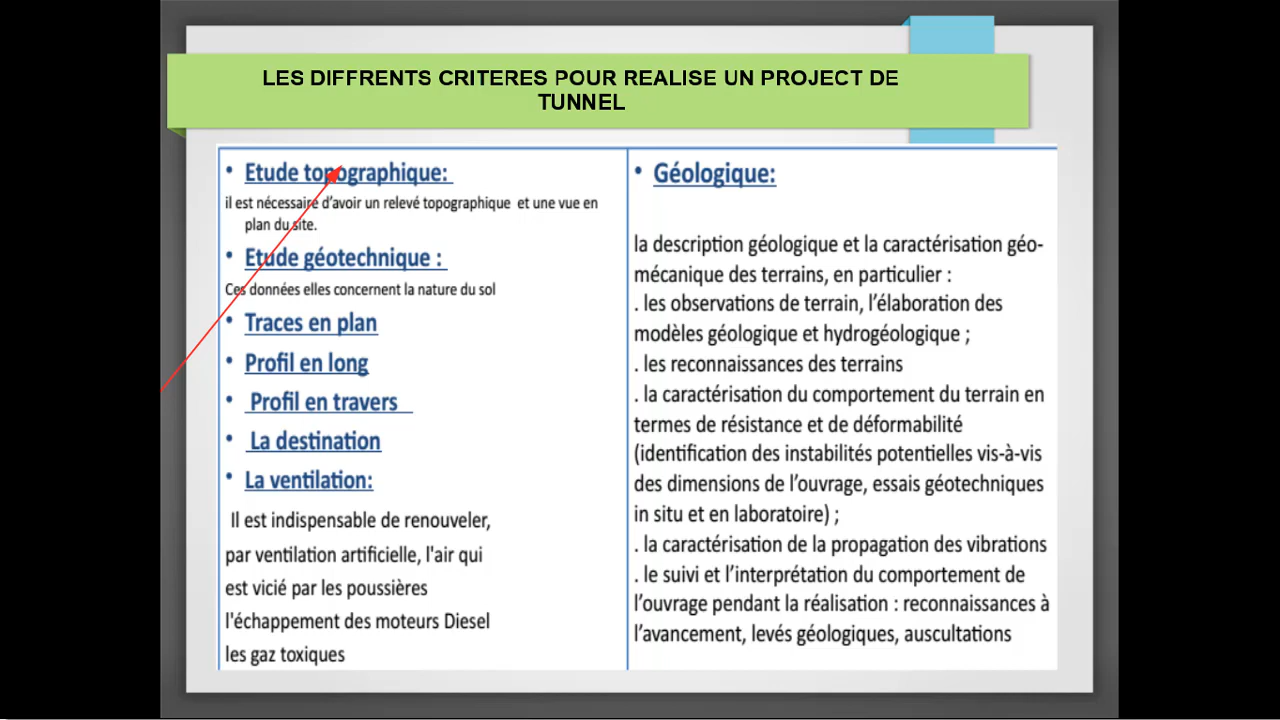 LES DIFFRENTS CRITERES POUR REALISE UN PROJECT DE
TUNNEL
• Etude topographique:
il est nécessaire d’avoir un relevé topographique et une vue en
plan du site.
• Etude géotechnique :
Ces données elles concernent la nature du sol
• Traces en plan
• Profil en long
• Profil en travers
• La destination
• La ventilation:
Il est indispensable de renouveler,
par ventilation artificielle, l'air qui
est vicié par les poussières
l'échappement des moteurs Diesel
les gaz toxiques
• Géologique:
la description géologique et la caractérisation géo-
mécanique des terrains, en particulier :
. les observations de terrain, l’élaboration des
modèles géologique et hydrogéologique ;
. les reconnaissances des terrains
. la caractérisation du comportement du terrain en
termes de résistance et de déformabilité
(identification des instabilités potentielles vis-à-vis
des dimensions de l’ouvrage, essais géotechniques
in situ et en laboratoire) ;
. la caractérisation de la propagation des vibrations
. le suivi et l’interprétation du comportement de
l’ouvrage pendant la réalisation : reconnaissances à
l’avancement, levés géologiques, auscultations